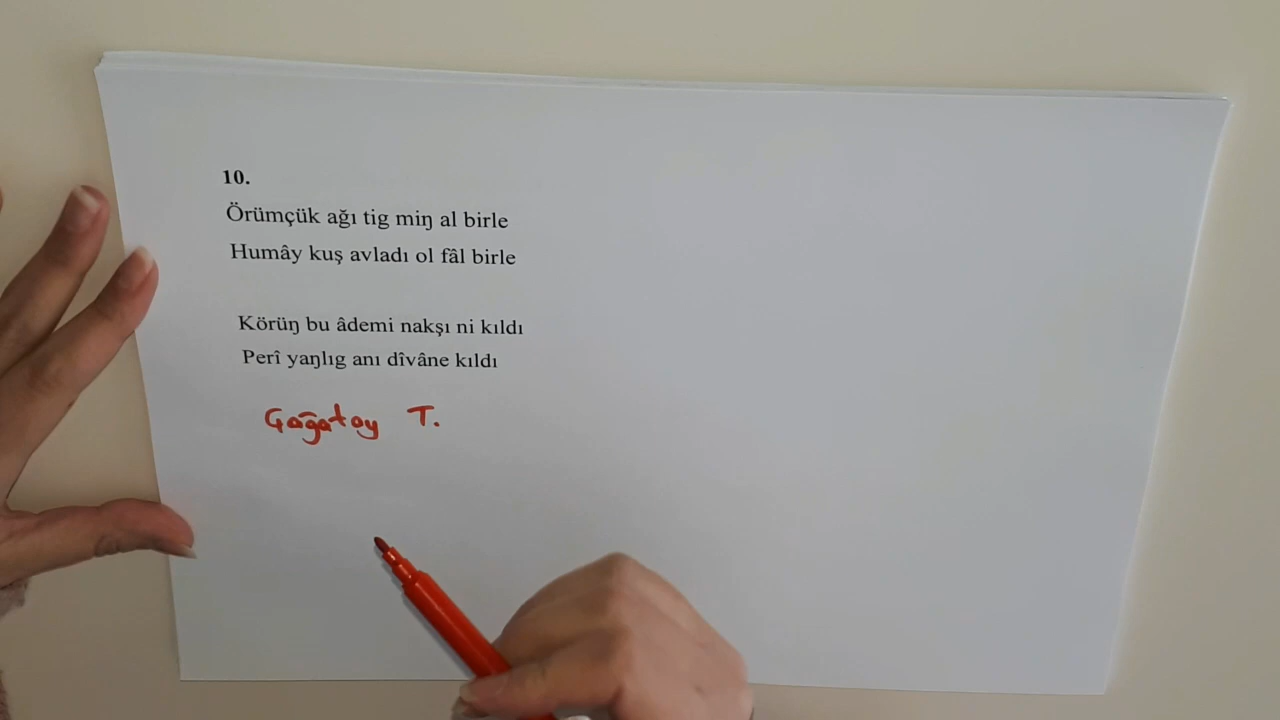 10.
Örümçük ağı tig miŋ al birle
Humây kuş avladı ol fâl birle
Körüŋ bu âdemi nakşı ni kıldı
Perî yaŋlıg anı dîvâne kıldı
Çağatay T.